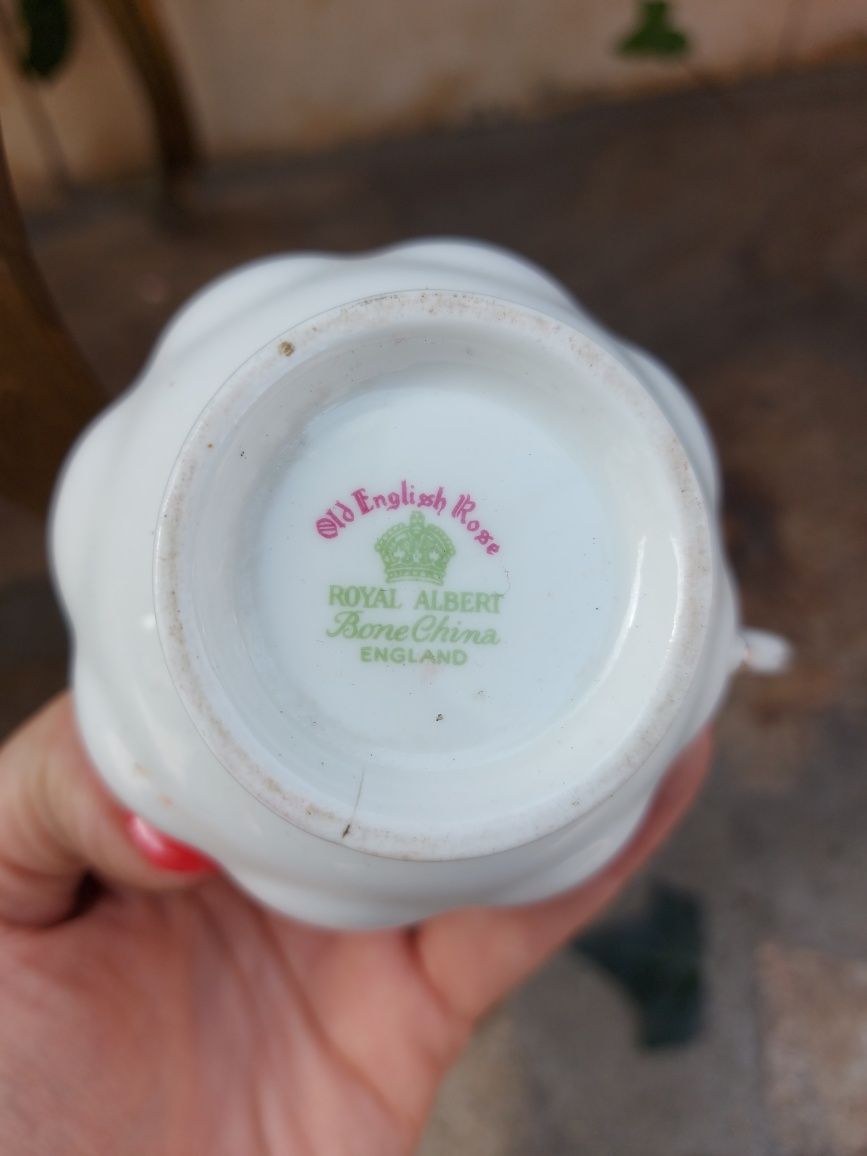 Old English Rose
ROYAL ALBERT
Bone China
ENGLAND